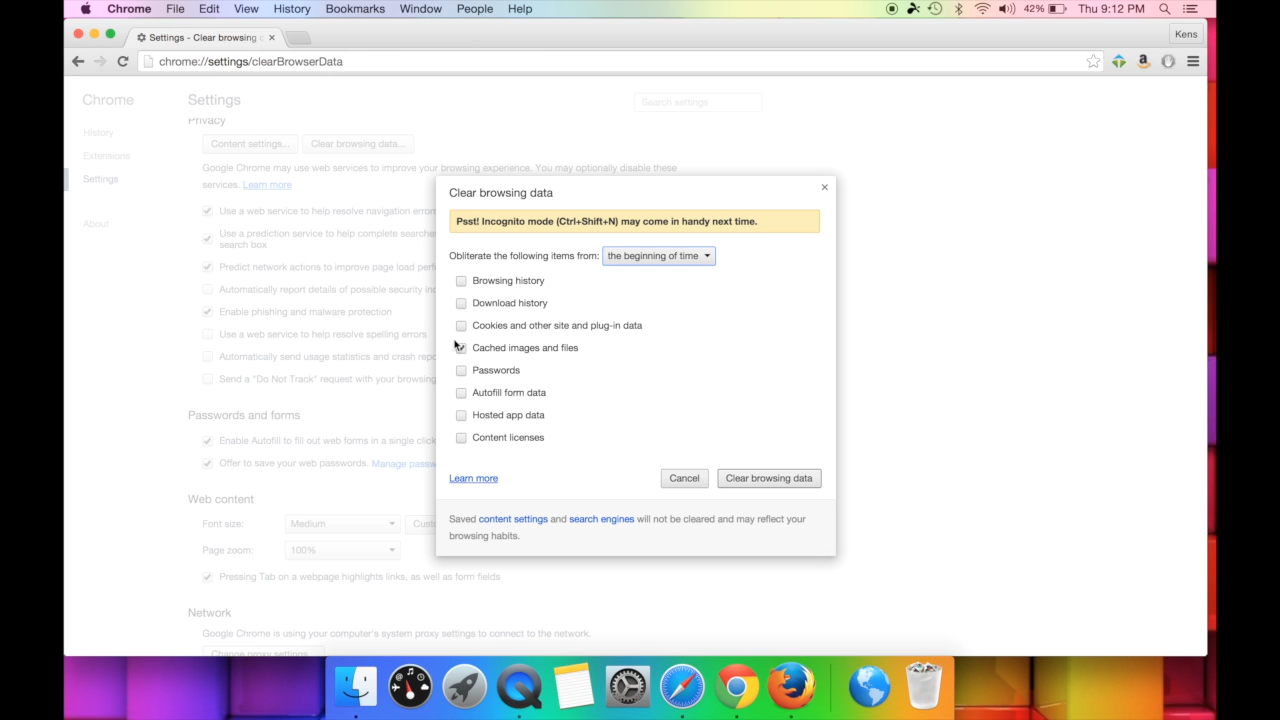 Chrome File Edit View History Bookmarks Window People Help 42% Thu 9:12 PM
Settings - Clear browsing
Kens
chrome://settings/clearBrowserData
Chrome
History
Extensions
Settings
About
Settings
Search settings
Privacy
Content settings... Clear browsing data...
Google Chrome may use web services to improve your browsing experience. You may optionally disable these
services. Learn more
Use a web service to help resolve navigation errors
Use a prediction service to help complete searches
search box
Predict network actions to improve page load
Automatically report details of possible security
Enable phishing and malware protection
Use a web service to help resolve spelling errors
Automatically send usage statistics and crash
Send a "Do Not Track" request with your browsing
Passwords and forms
Enable Autofill to fill out web forms in a single
Offer to save your web passwords. Manage
Web content
Font size: Medium
Page zoom: 100%
Pressing Tab on a webpage highlights links, as well as form fields
Network
Google Chrome is using your computer's system proxy settings to connect to the network.
Change proxy settings...
Clear browsing data
Psst! Incognito mode (Ctrl+Shift+N) may come in handy next time.
Obliterate the following items from: the beginning of time
Browsing history
Download history
Cookies and other site and plug-in data
Cached images and files
Passwords
Autofill form data
Hosted app data
Content licenses
Learn more Cancel Clear browsing data
Saved content settings and search engines will not be cleared and may reflect your
browsing habits.